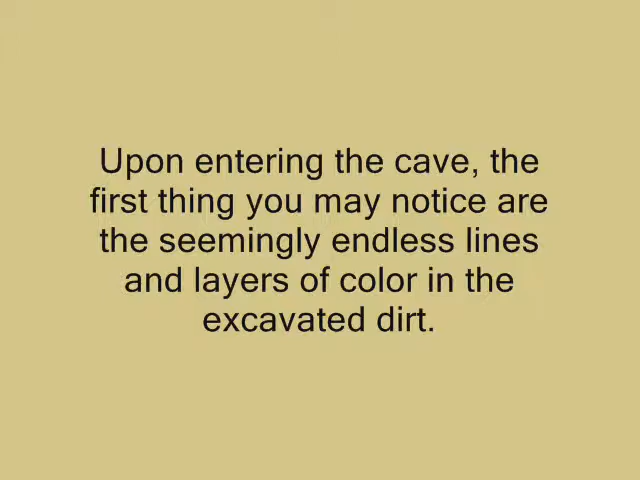 Upon entering the cave, the
first thing you may notice are
the seemingly endless lines
and layers of color in the
excavated dirt.